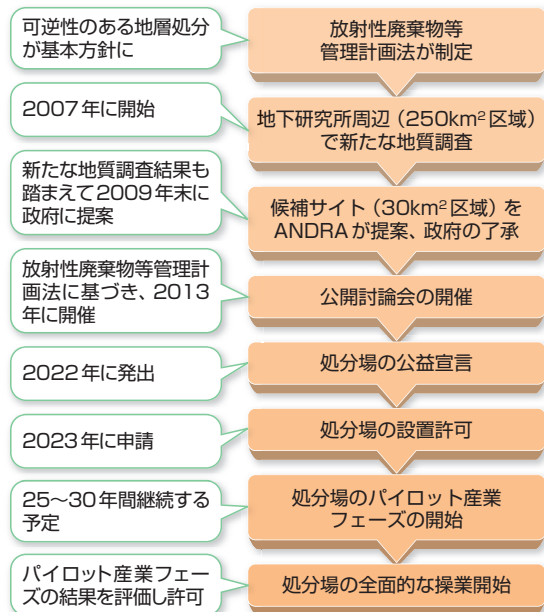 可逆性のある地層処分
が基本方針に
放射性廃棄物等
管理計画法が制定
2007年に開始
地下研究所周辺（250km²区域）
で新たな地質調査
新たな地質調査結果も
踏まえて2009年末に
政府に提案
候補サイト（30km²区域）を
ANDRAが提案、政府の了承
放射性廃棄物等管理計
画法に基づき、2013
年に開催
公開討論会の開催
2022年に発出
処分場の公益宣言
2023年に申請
処分場の設置許可
25～30年間継続する
予定
処分場のパイロット産業
フェーズの開始
パイロット産業フェー
ズの結果を評価し許可
処分場の全面的な操業開始